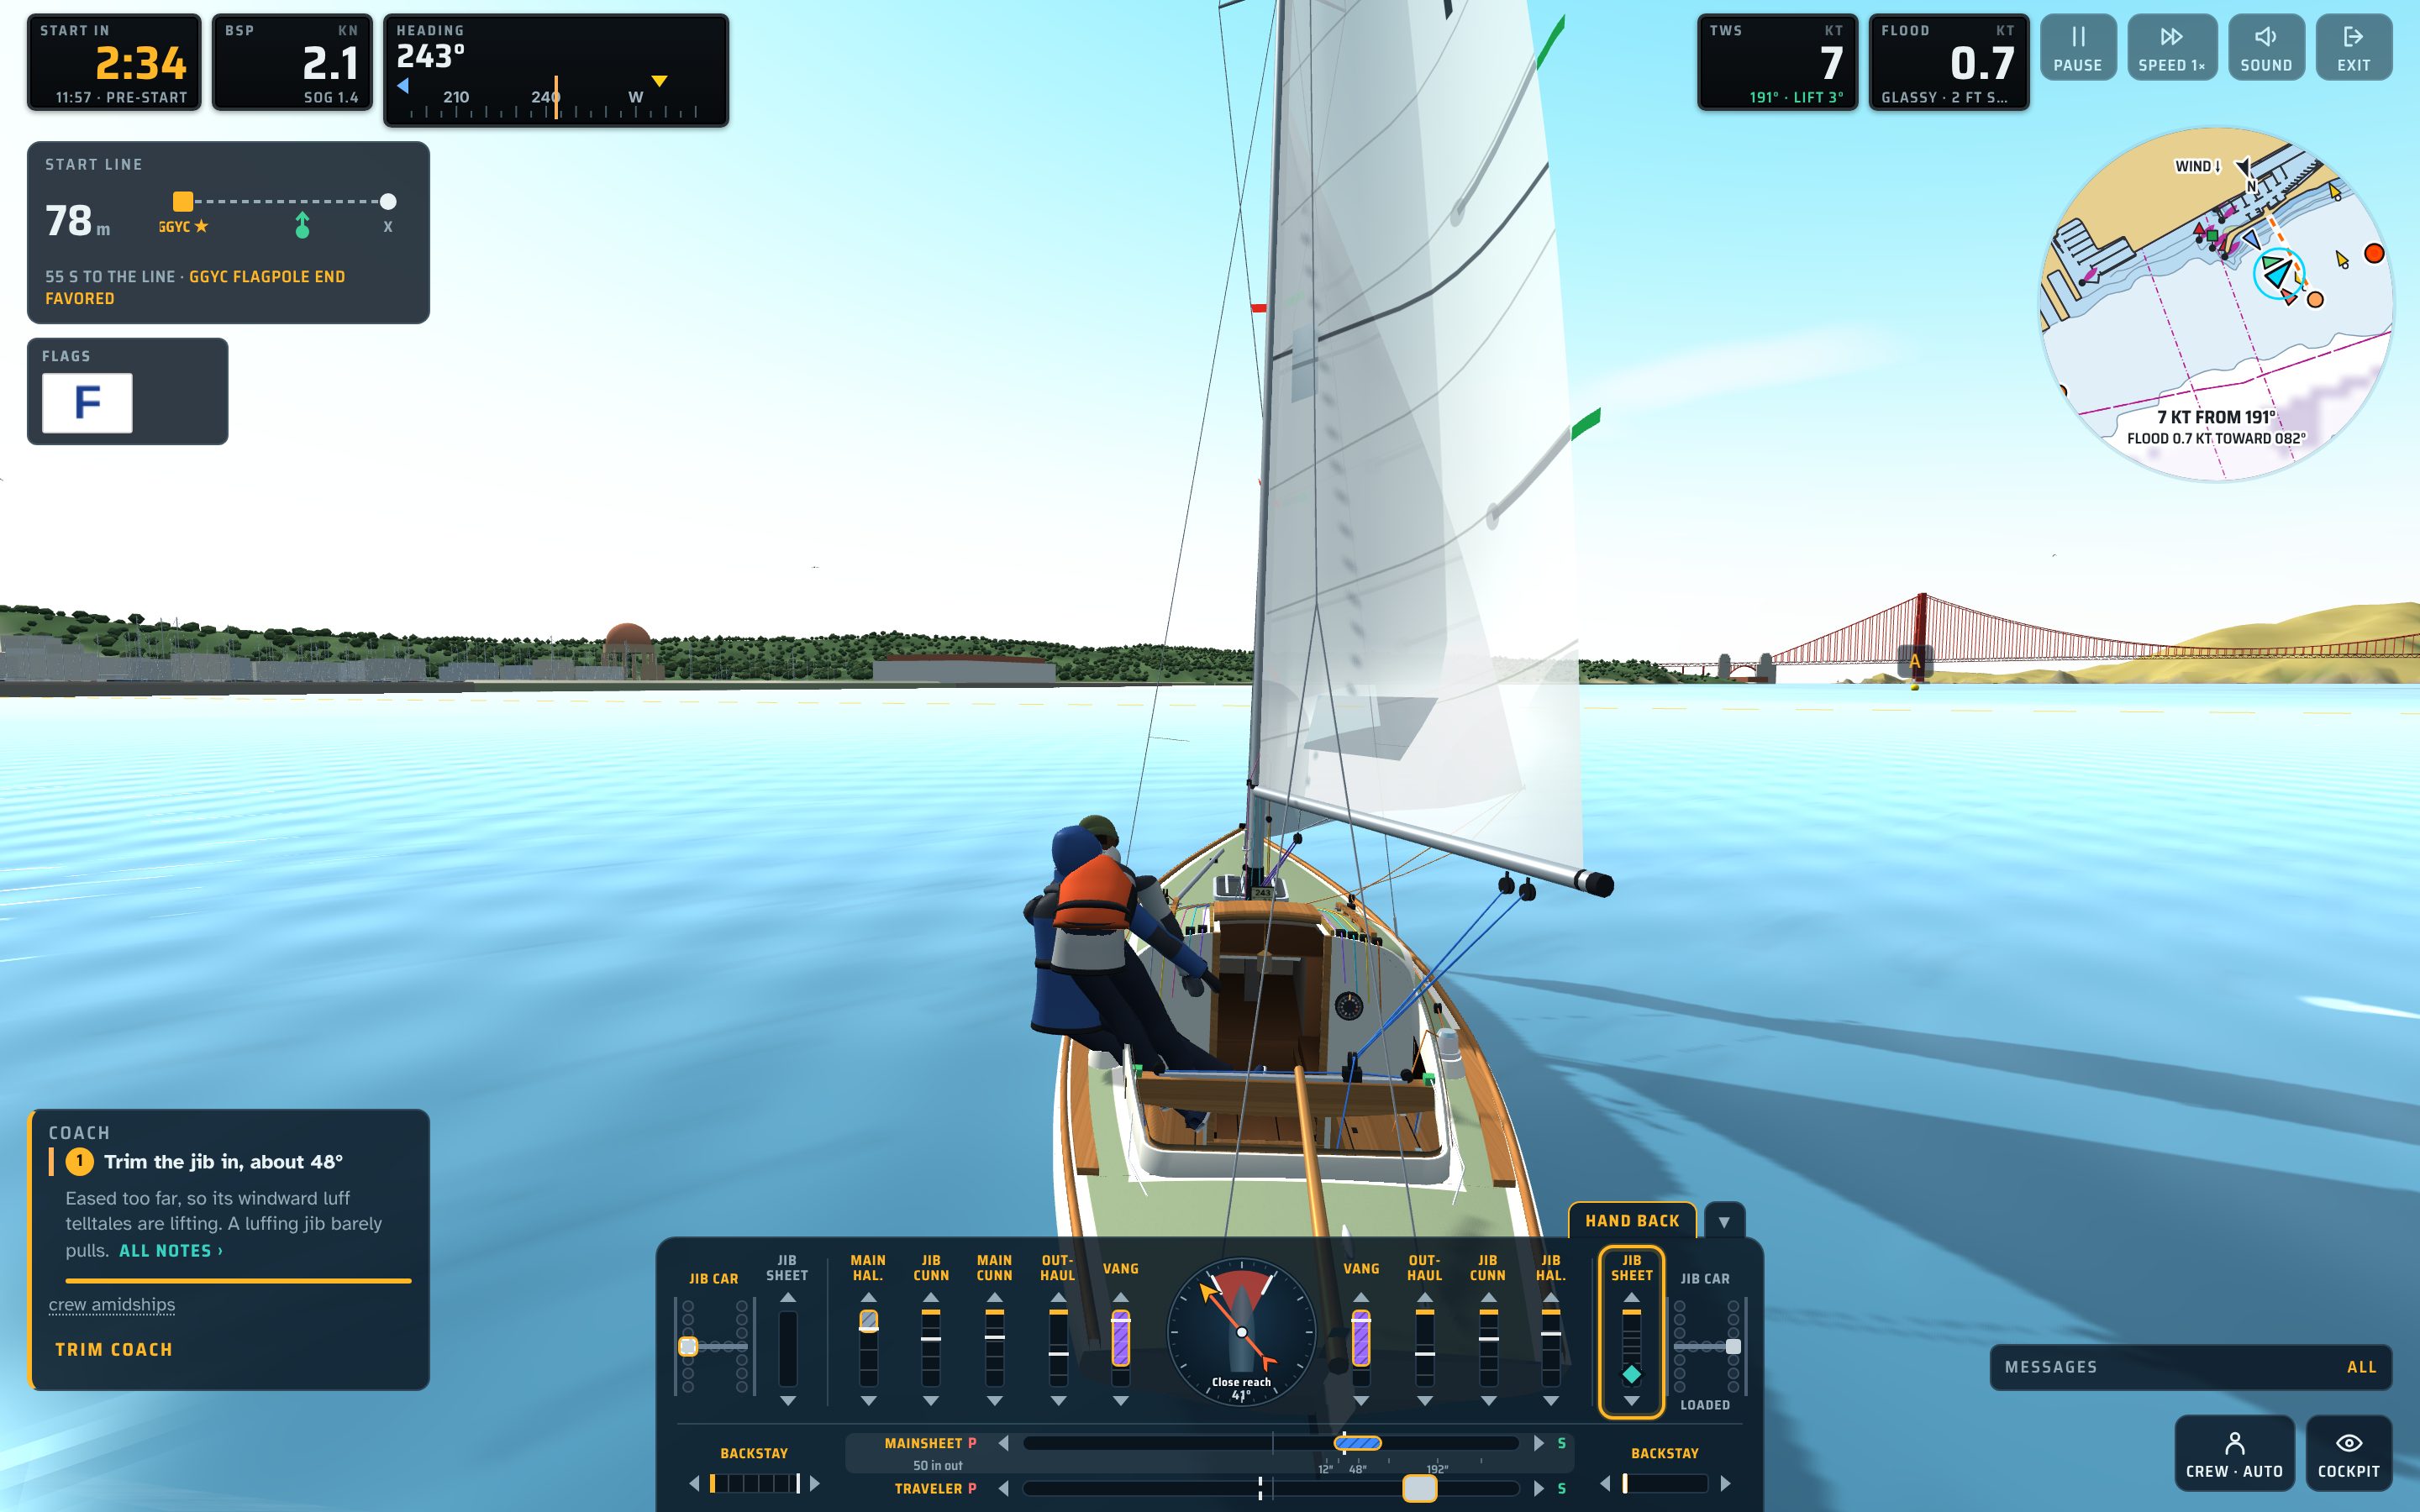 START IN
2:34
11:57 · PRE-START
BSP KN
2.1
SOG 1.4
HEADING
243°
210 240 W
TWS KT
7
191° · LIFT 3°
FLOOD KT
0.7
GLASSY · 2 FT S...
PAUSE
SPEED 1×
SOUND
EXIT
START LINE
78 m
GGYC ★ X
55 S TO THE LINE · GGYC FLAGPOLE END
FAVORED
FLAGS
F
WIND ↓
N
7 KT FROM 191°
FLOOD 0.7 KT TOWARD 082°
A
243
COACH
1 Trim the jib in, about 48°
Eased too far, so its windward luff
telltales are lifting. A luffing jib barely
pulls. ALL NOTES ›
crew amidships
TRIM COACH
HAND BACK ▼
JIB CAR
JIB SHEET
MAIN HAL.
JIB CUNN
MAIN CUNN
OUT-HAUL
VANG
Close reach
41°
VANG
OUT-HAUL
JIB CUNN
JIB HAL.
JIB SHEET
JIB CAR
LOADED
BACKSTAY
MAINSHEET P S
50 in out
12" 48" 192"
TRAVELER P S
BACKSTAY
MESSAGES ALL
CREW · AUTO
COCKPIT